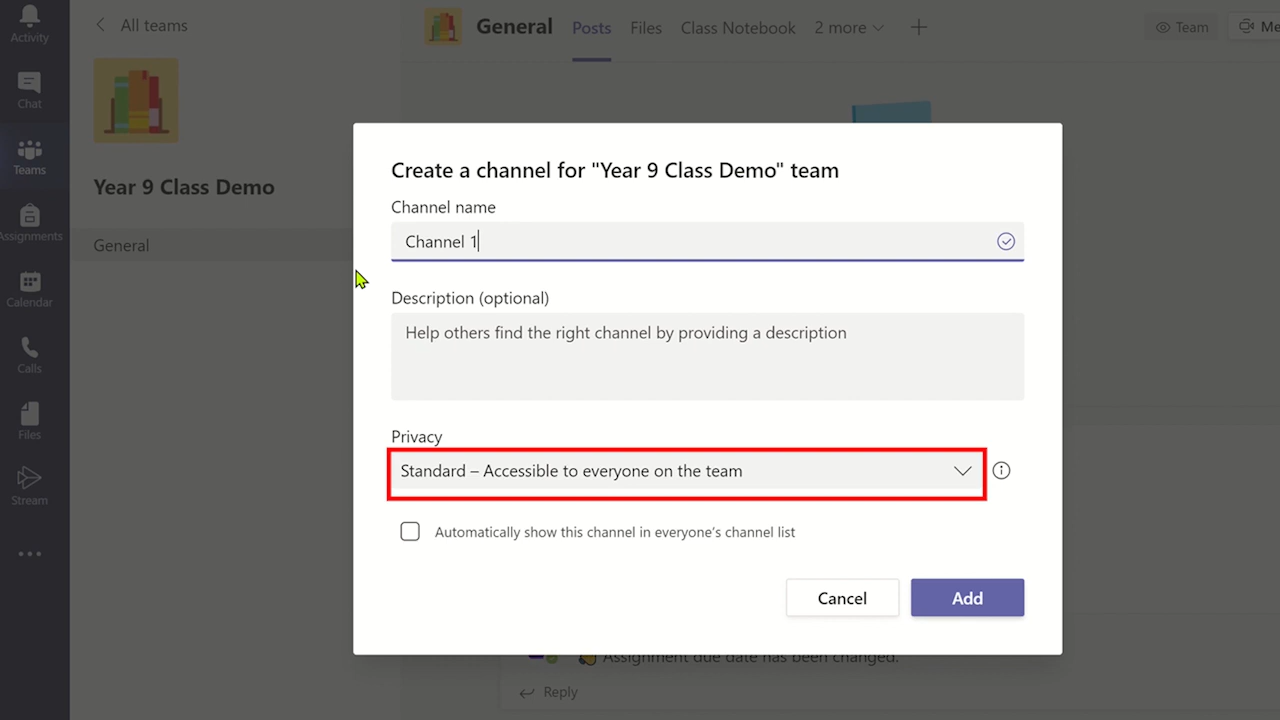 Activity
Chat
Teams
Assignments
Calendar
Calls
Files
Stream
All teams
Year 9 Class Demo
General
General
Posts
Files
Class Notebook
2 more
Team
Create a channel for "Year 9 Class Demo" team
Channel name
Channel 1
Description (optional)
Help others find the right channel by providing a description
Privacy
Standard – Accessible to everyone on the team
Automatically show this channel in everyone's channel list
Cancel
Add
Assignment due date has been changed.
Reply